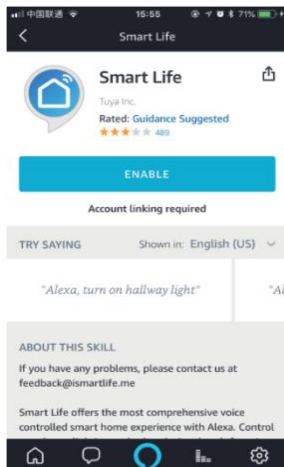 中国联通 15:55 71%
Smart Life
Smart Life
Tuya Inc.
Rated: Guidance Suggested
489
ENABLE
Account linking required
TRY SAYING Shown in: English (US)
"Alexa, turn on hallway light" "Al
ABOUT THIS SKILL
If you have any problems, please contact us at
feedback@ismartlife.me
Smart Life offers the most comprehensive voice
controlled smart home experience with Alexa. Control